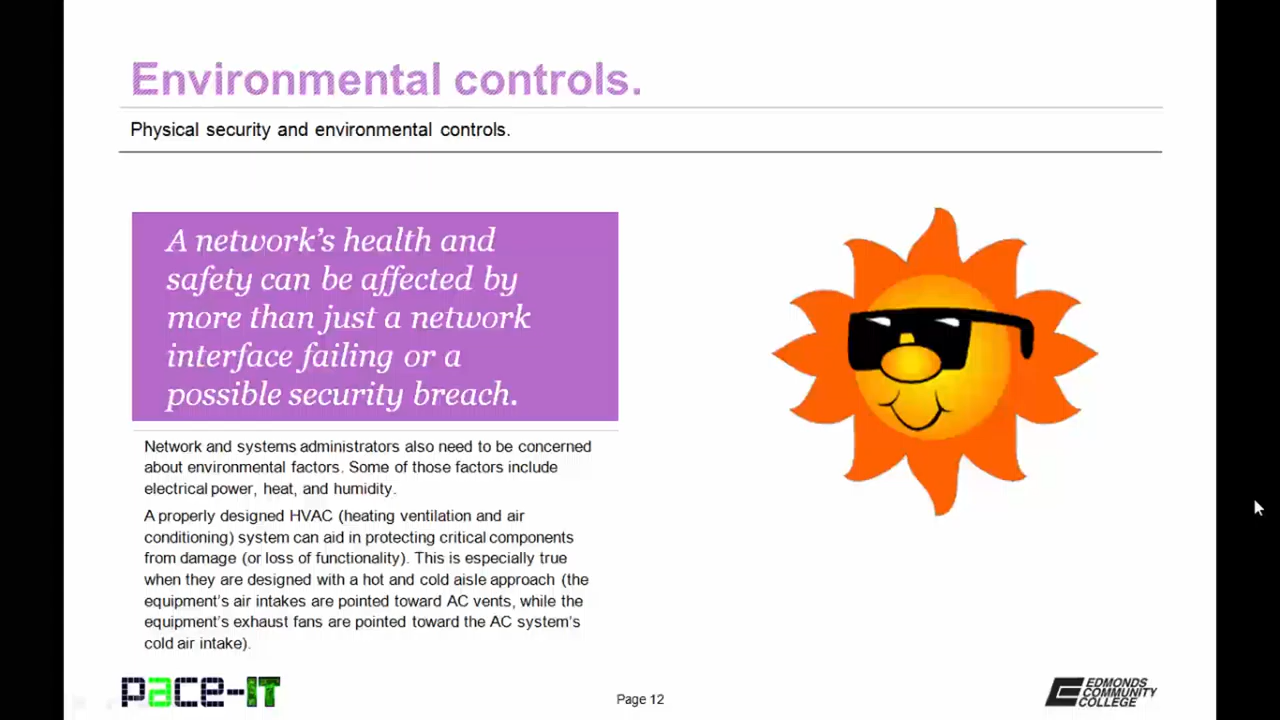 Environmental controls.
Physical security and environmental controls.
A network's health and
safety can be affected by
more than just a network
interface failing or a
possible security breach.
Network and systems administrators also need to be concerned
about environmental factors. Some of those factors include
electrical power, heat, and humidity.
A properly designed HVAC (heating ventilation and air
conditioning) system can aid in protecting critical components
from damage (or loss of functionality). This is especially true
when they are designed with a hot and cold aisle approach (the
equipment's air intakes are pointed toward AC vents, while the
equipment's exhaust fans are pointed toward the AC system's
cold air intake).
pace-IT
Page 12
EDMONDS
COMMUNITY
COLLEGE